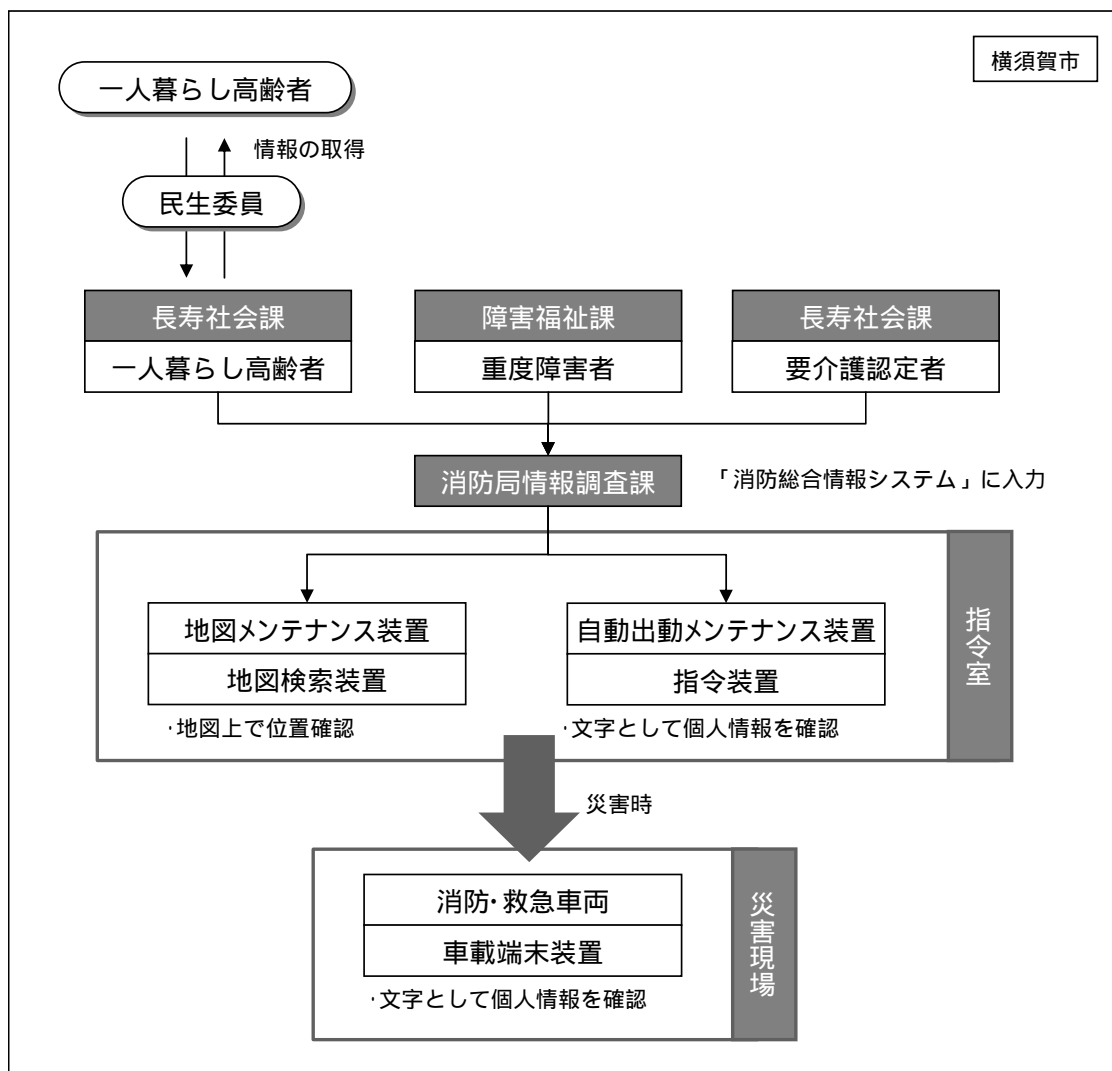 横須賀市
一人暮らし高齢者
情報の取得
民生委員
長寿社会課
一人暮らし高齢者
障害福祉課
重度障害者
長寿社会課
要介護認定者
消防局情報調査課
「消防総合情報システム」に入力
地図メンテナンス装置
地図検索装置
・地図上で位置確認
自動出動メンテナンス装置
指令装置
・文字として個人情報を確認
指令室
災害時
消防・救急車両
車載端末装置
・文字として個人情報を確認
災害現場